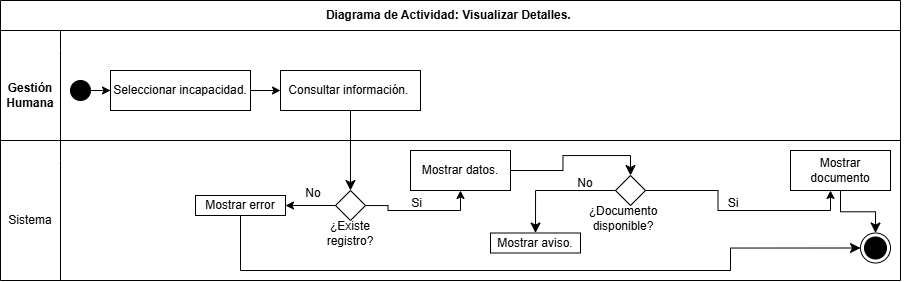 Diagrama de Actividad: Visualizar Detalles.
Gestión
Humana
Seleccionar incapacidad.
Consultar información.
Sistema
Mostrar error
No
¿Existe
registro?
Si
Mostrar datos.
No
¿Documento
disponible?
Mostrar aviso.
Si
Mostrar
documento